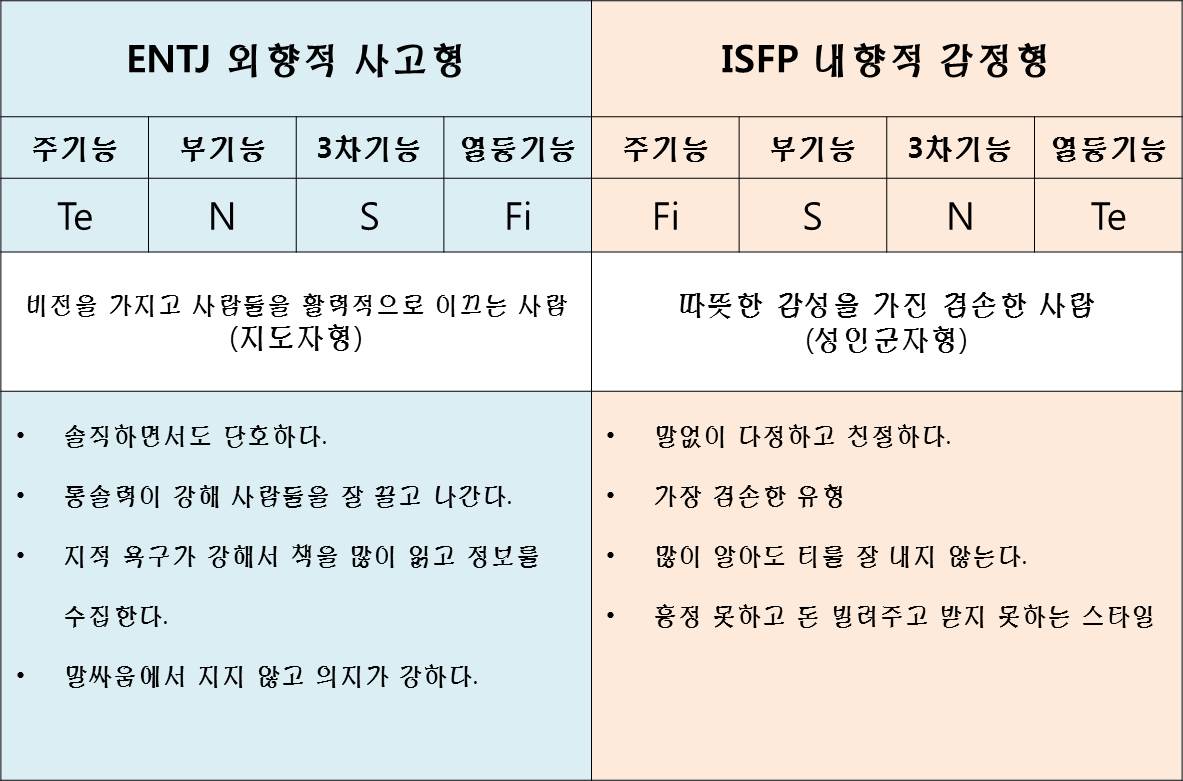 ENTJ 외향적 사고형
ISFP 내향적 감정형
주기능 부기능 3차기능 열등기능 주기능 부기능 3차기능 열등기능
Te N S Fi Fi S N Te
비전을 가지고 사람들을 활력적으로 이끄는 사람
(지도자형)
따뜻한 감성을 가진 겸손한 사람
(성인군자형)
• 솔직하면서도 단호하다.
• 통솔력이 강해 사람들을 잘 끌고 나간다.
• 지적 욕구가 강해서 책을 많이 읽고 정보를
수집한다.
• 말싸움에서 지지 않고 의지가 강하다.
• 말없이 다정하고 친절하다.
• 가장 겸손한 유형
• 많이 알아도 티를 잘 내지 않는다.
• 흥정 못하고 돈 빌려주고 받지 못하는 스타일